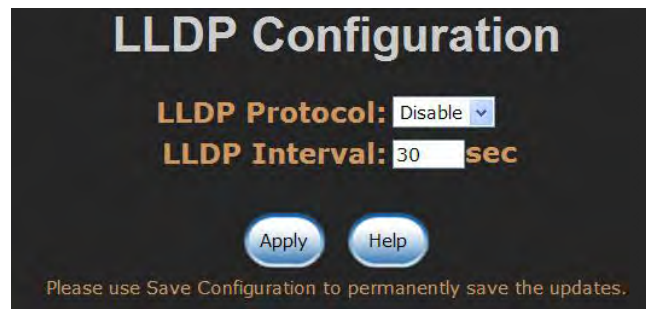 LLDP Configuration
LLDP Protocol: Disable
LLDP Interval: 30 sec
Apply Help
Please use Save Configuration to permanently save the updates.